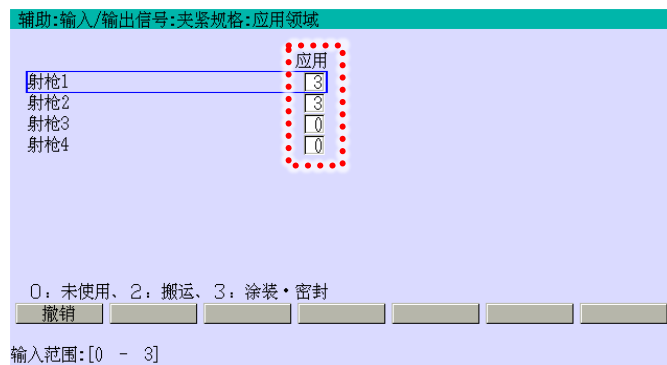 辅助:输入/输出信号:夹紧规格:应用领域
应用
射枪1 3
射枪2 3
射枪3 0
射枪4 0
0：未使用、2：搬运、3：涂装・密封
撤销
输入范围:[0 - 3]